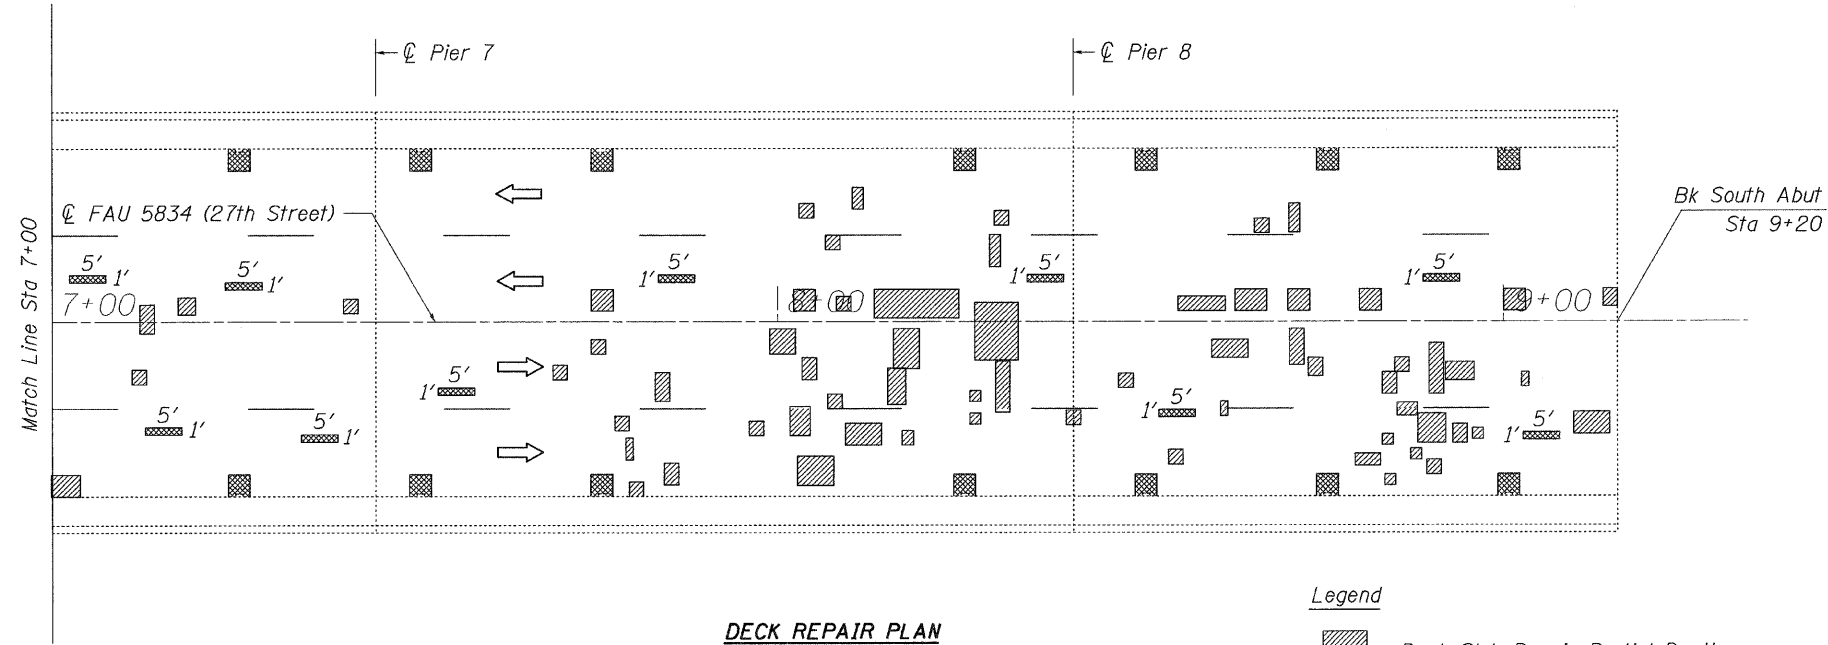 ℄ Pier 7
℄ Pier 8
℄ FAU 5834 (27th Street)
Bk South Abut
Sta 9+20
Match Line Sta 7+00
5' 1'
5' 1'
1' 5'
1' 5'
1' 5'
7+00
8+00
9+00
1' 5'
1' 5'
5' 1'
5' 1'
1' 5'
Legend
DECK REPAIR PLAN